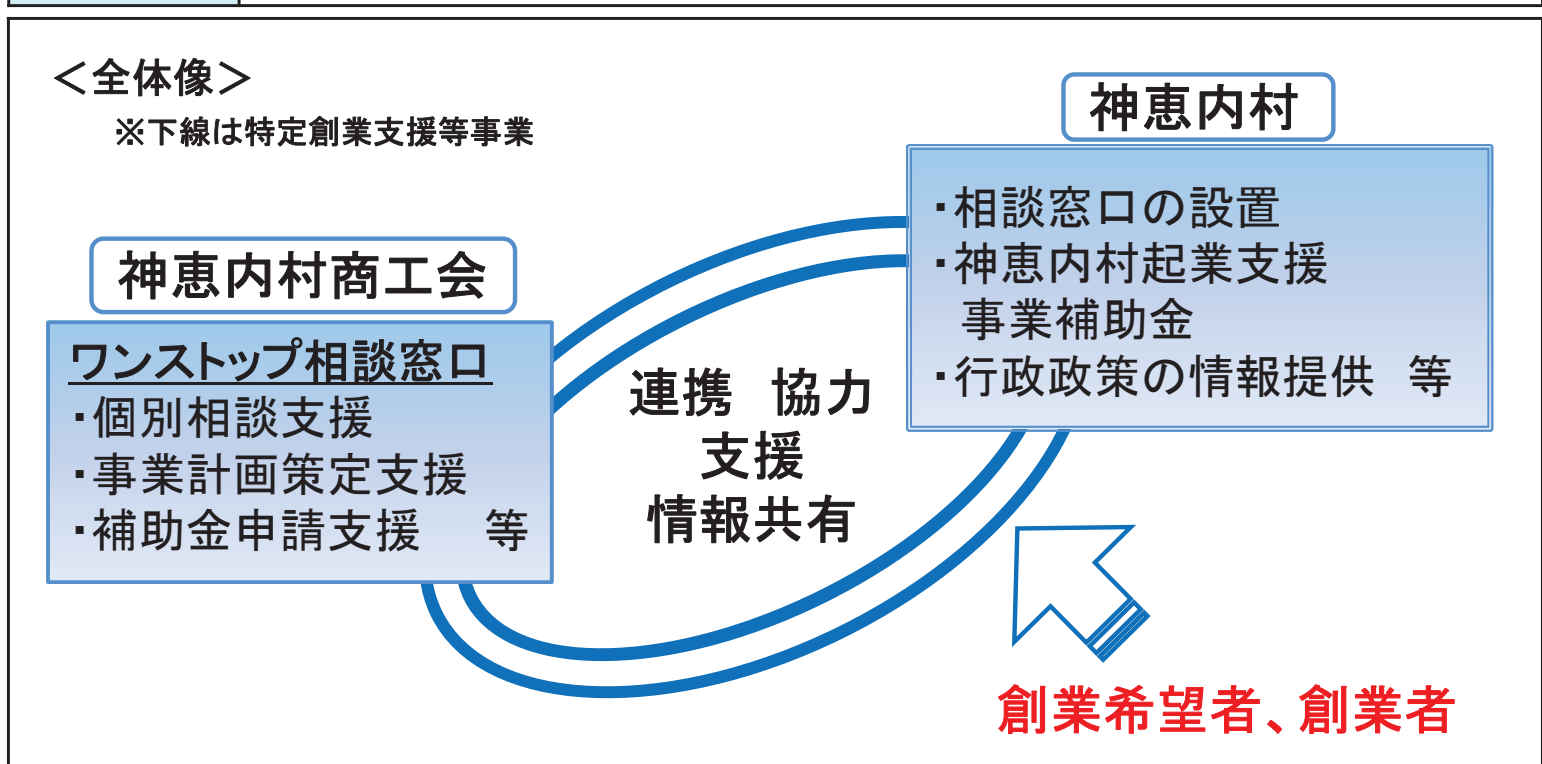 ＜全体像＞
※下線は特定創業支援等事業
神恵内村
・相談窓口の設置
・神恵内村起業支援
事業補助金
・行政政策の情報提供　等
神恵内村商工会
ワンストップ相談窓口
・個別相談支援
・事業計画策定支援
・補助金申請支援　等
連携　協力
支援
情報共有
創業希望者、創業者